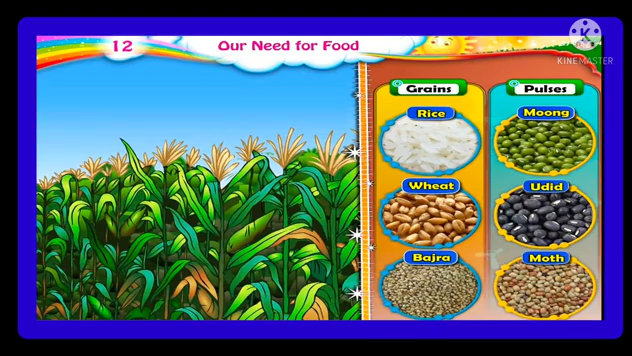 12
Our Need for Food
KINEMASTER
Grains
Pulses
Rice
Moong
Wheat
Udid
Bajra
Moth